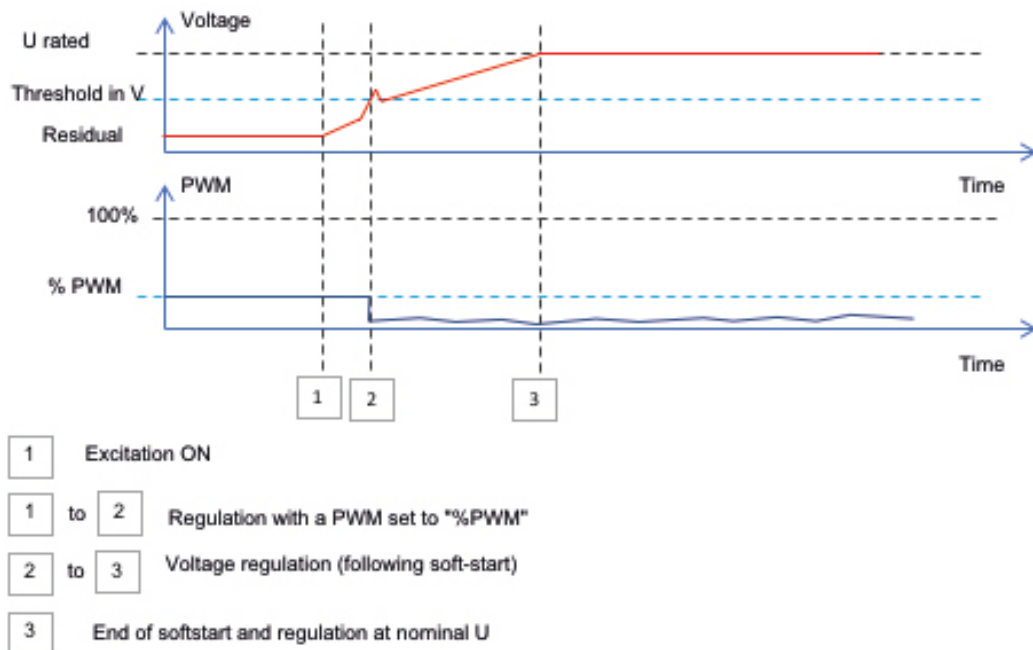 Voltage
U rated
Threshold in V
Residual
Time
PWM
100%
% PWM
Time
1
2
3
1 Excitation ON
1 to 2 Regulation with a PWM set to "%PWM"
2 to 3 Voltage regulation (following soft-start)
3 End of softstart and regulation at nominal U